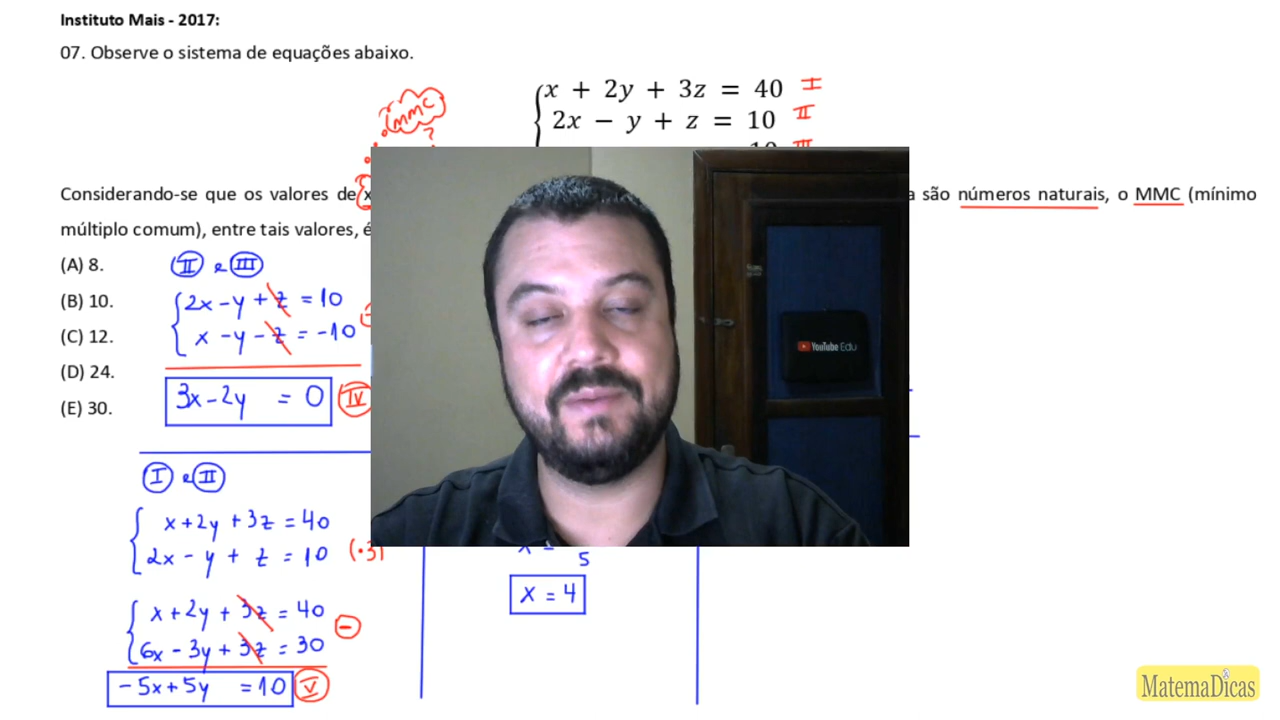 Instituto Mais - 2017:
07. Observe o sistema de equações abaixo.
x + 2y + 3z = 40 I
MMC
2x − y + z = 10 II
10 III
Considerando-se que os valores de x
a são números naturais, o MMC (mínimo
múltiplo comum), entre tais valores, é
(A) 8.
II e III
(B) 10.
2x - y + z = 10
(C) 12.
x - y - z = -10
(D) 24.
YouTube Edu
(E) 30.
3x - 2y = 0 IV
I e II
x + 2y + 3z = 40
2x - y + z = 10 (·3)
5
x = 4
x + 2y + 3z = 40
6x - 3y + 3z = 30
-5x + 5y = 10 V
MatemaDicas